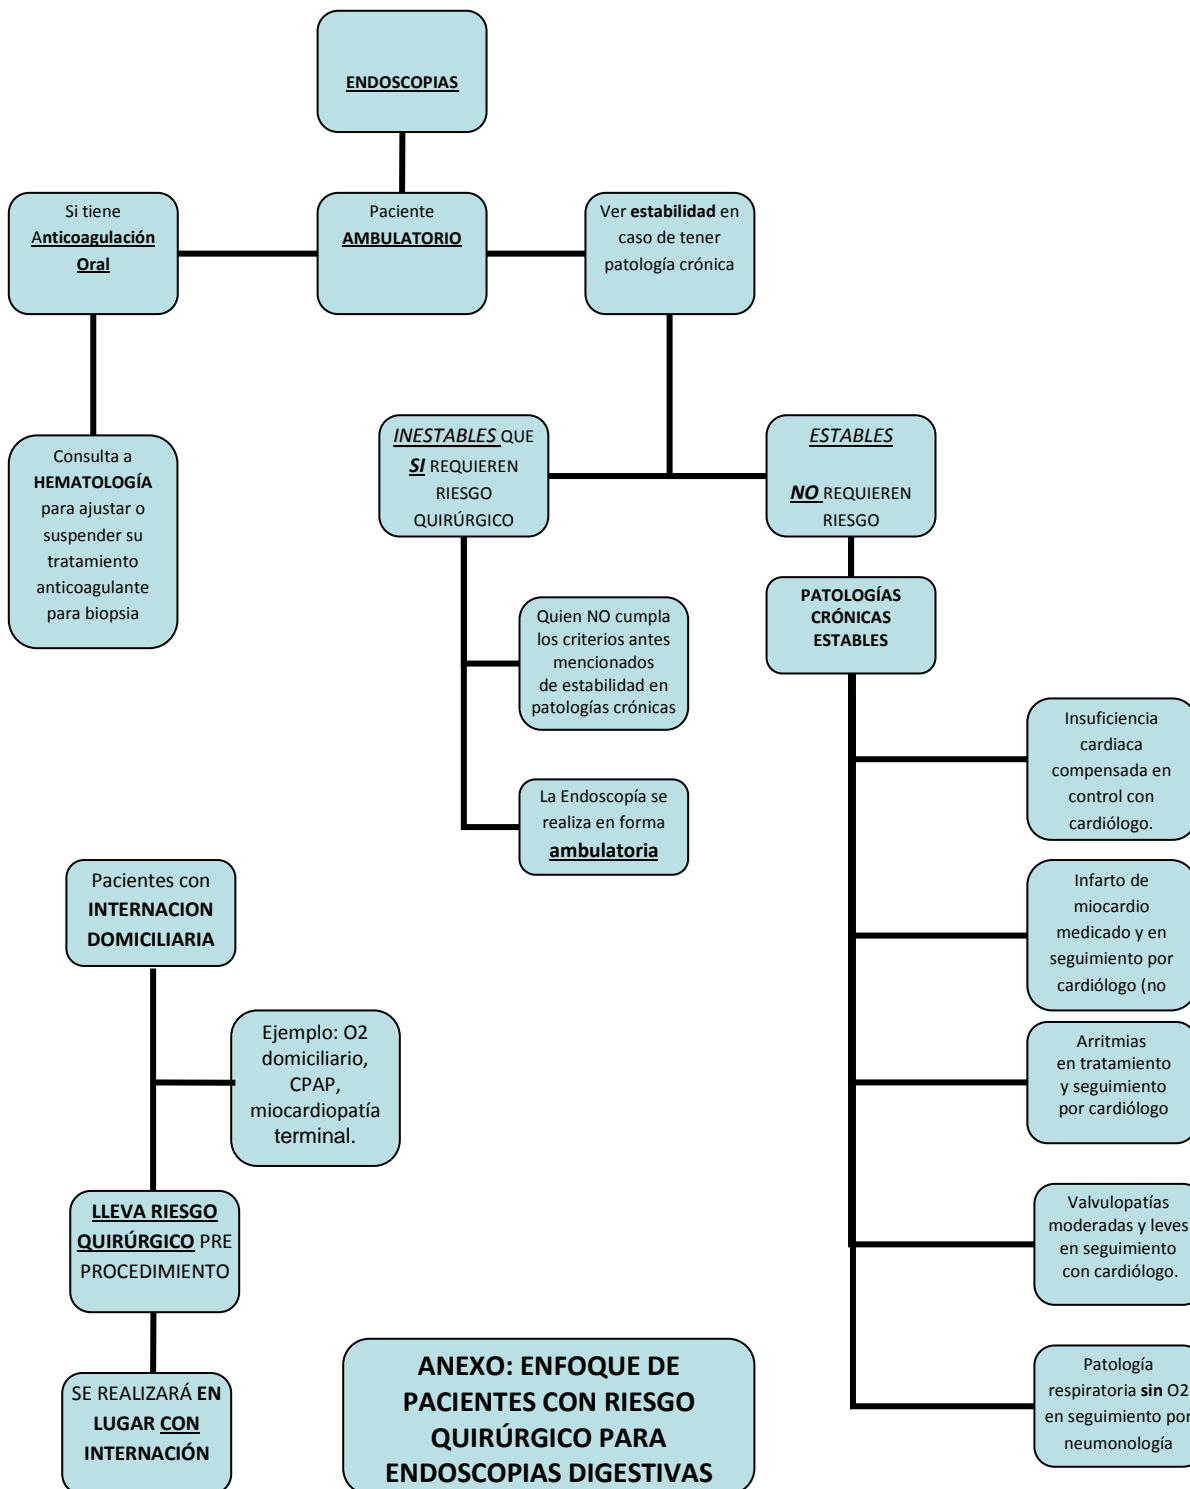 ENDOSCOPIAS
Si tiene
Anticoagulación
Oral
Paciente
AMBULATORIO
Ver estabilidad en
caso de tener
patología crónica
Consulta a
HEMATOLOGÍA
para ajustar o
suspender su
tratamiento
anticoagulante
para biopsia
INESTABLES QUE
SI REQUIEREN
RIESGO
QUIRÚRGICO
ESTABLES
NO REQUIEREN
RIESGO
PATOLOGÍAS
CRÓNICAS
ESTABLES
Quien NO cumpla
los criterios antes
mencionados
de estabilidad en
patologías crónicas
La Endoscopía se
realiza en forma
ambulatoria
Insuficiencia
cardiaca
compensada en
control con
cardiólogo.
Infarto de
miocardio
medicado y en
seguimiento por
cardiólogo (no
Arritmias
en tratamiento
y seguimiento
por cardiólogo
Valvulopatías
moderadas y leves
en seguimiento
con cardiólogo.
Patología
respiratoria sin O2
en seguimiento por
neumonología
Pacientes con
INTERNACION
DOMICILIARIA
Ejemplo: O2
domiciliario,
CPAP,
miocardiopatía
terminal.
LLEVA RIESGO
QUIRÚRGICO PRE
PROCEDIMIENTO
SE REALIZARÁ EN
LUGAR CON
INTERNACIÓN
ANEXO: ENFOQUE DE
PACIENTES CON RIESGO
QUIRÚRGICO PARA
ENDOSCOPIAS DIGESTIVAS